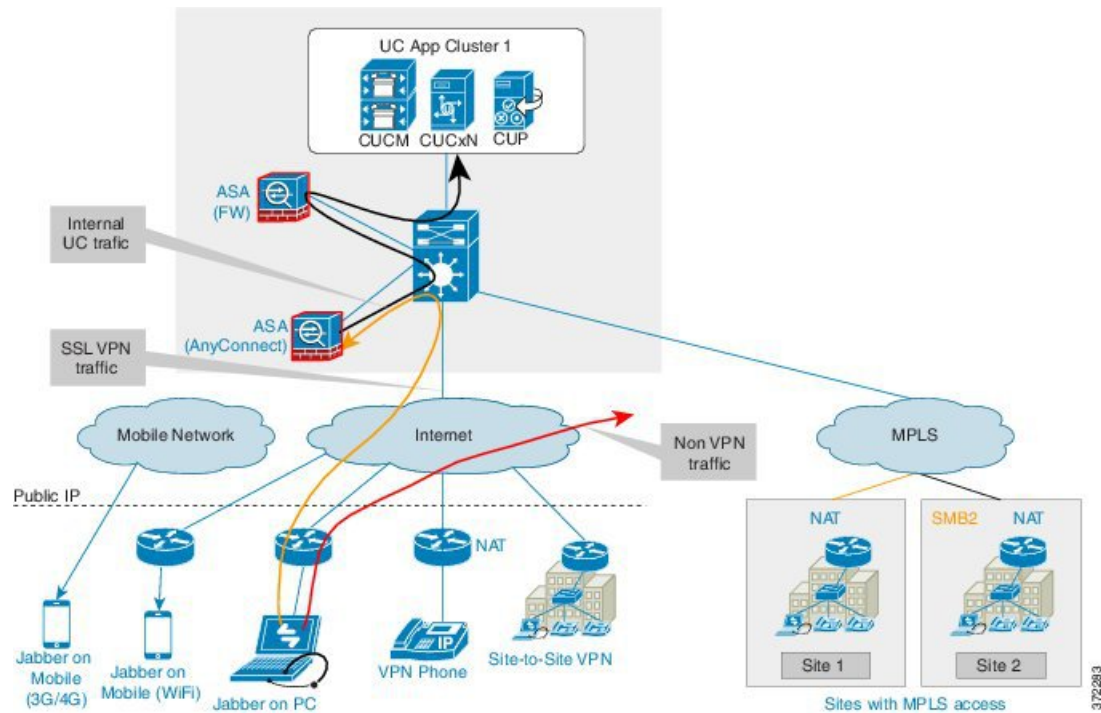 UC App Cluster 1
CUCM
CUCxN
CUP
ASA
(FW)
Internal
UC trafic
ASA
(AnyConnect)
SSL VPN
traffic
Mobile Network
Internet
Non VPN
traffic
MPLS
Public IP
NAT
NAT
SMB2
NAT
IP
Jabber on
Mobile
(3G/4G)
Jabber on
Mobile (WiFi)
Jabber on PC
VPN Phone
Site-to-Site VPN
Site 1
Site 2
Sites with MPLS access
372283